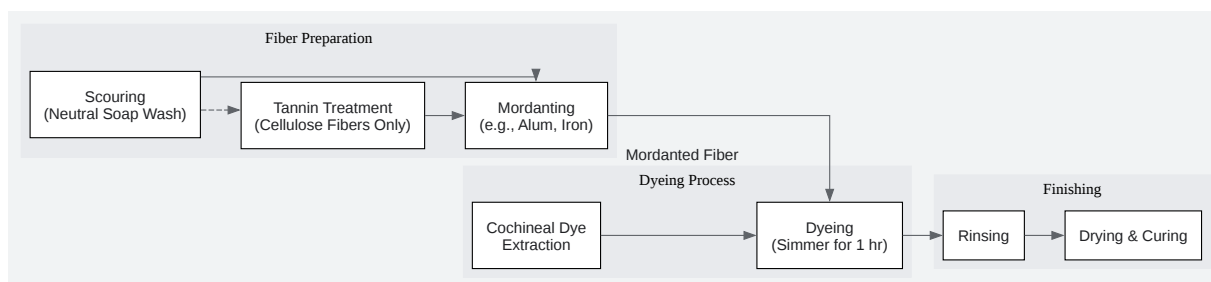 Fiber Preparation
Scouring
(Neutral Soap Wash)
Tannin Treatment
(Cellulose Fibers Only)
Mordanting
(e.g., Alum, Iron)
Mordanted Fiber
Dyeing Process
Cochineal Dye
Extraction
Dyeing
(Simmer for 1 hr)
Finishing
Rinsing
Drying & Curing